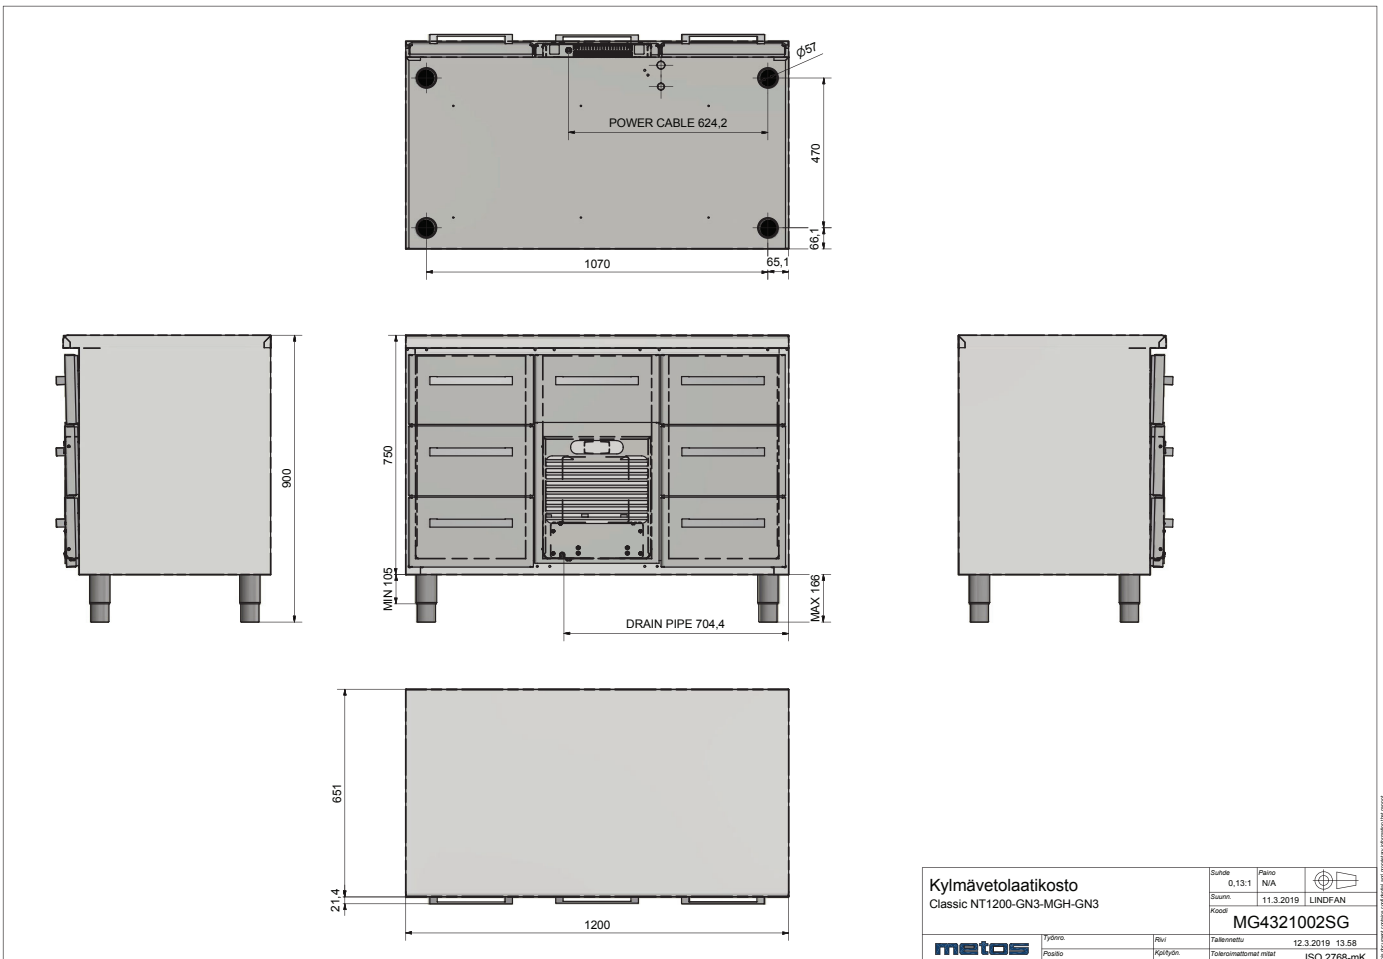 Ø57
POWER CABLE 624,2
470
66,1
1070
65,1
900
750
MIN 105
MAX 166
DRAIN PIPE 704,4
651
21,4
1200
Kylmävetolaatikosto
Classic NT1200-GN3-MGH-GN3
Suhde
0,13:1
Paino
N/A
Suunn.
11.3.2019
LINDFAN
Koodi
MG4321002SG
metos
Työnro.
Rivi
Tallennettu
12.3.2019 13.58
Positio
Kpl/työn.
Toleroimattomat mitat
ISO 2768-mK